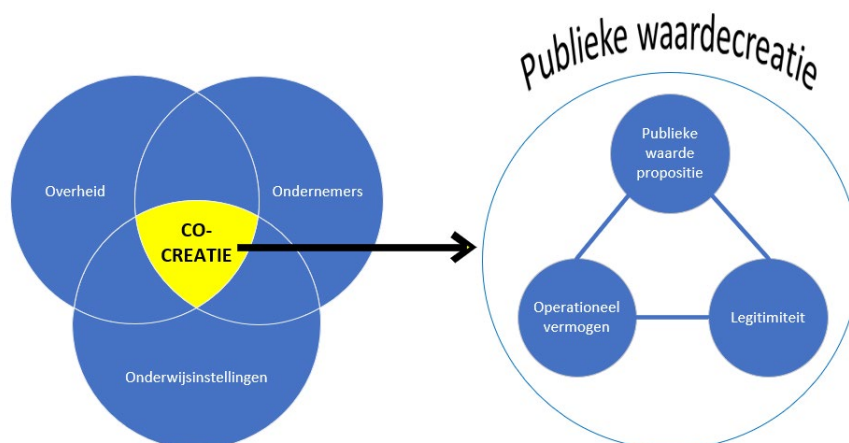 Publieke waardecreatie
Overheid
Ondernemers
CO-
CREATIE
Onderwijsinstellingen
Publieke
waarde
propositie
Operationeel
vermogen
Legitimiteit